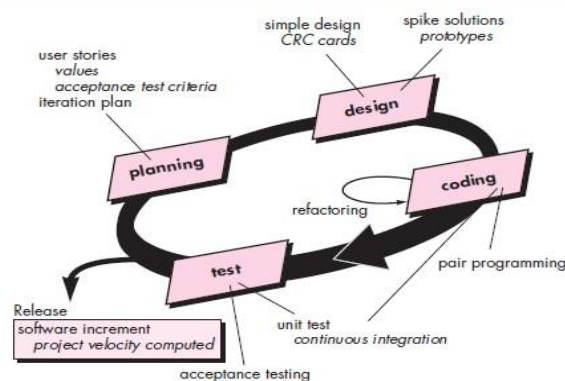 simple design
CRC cards
spike solutions
prototypes
user stories
values
acceptance test criteria
iteration plan
design
planning
coding
refactoring
pair programming
test
unit test
continuous integration
acceptance testing
Release
software increment
project velocity computed